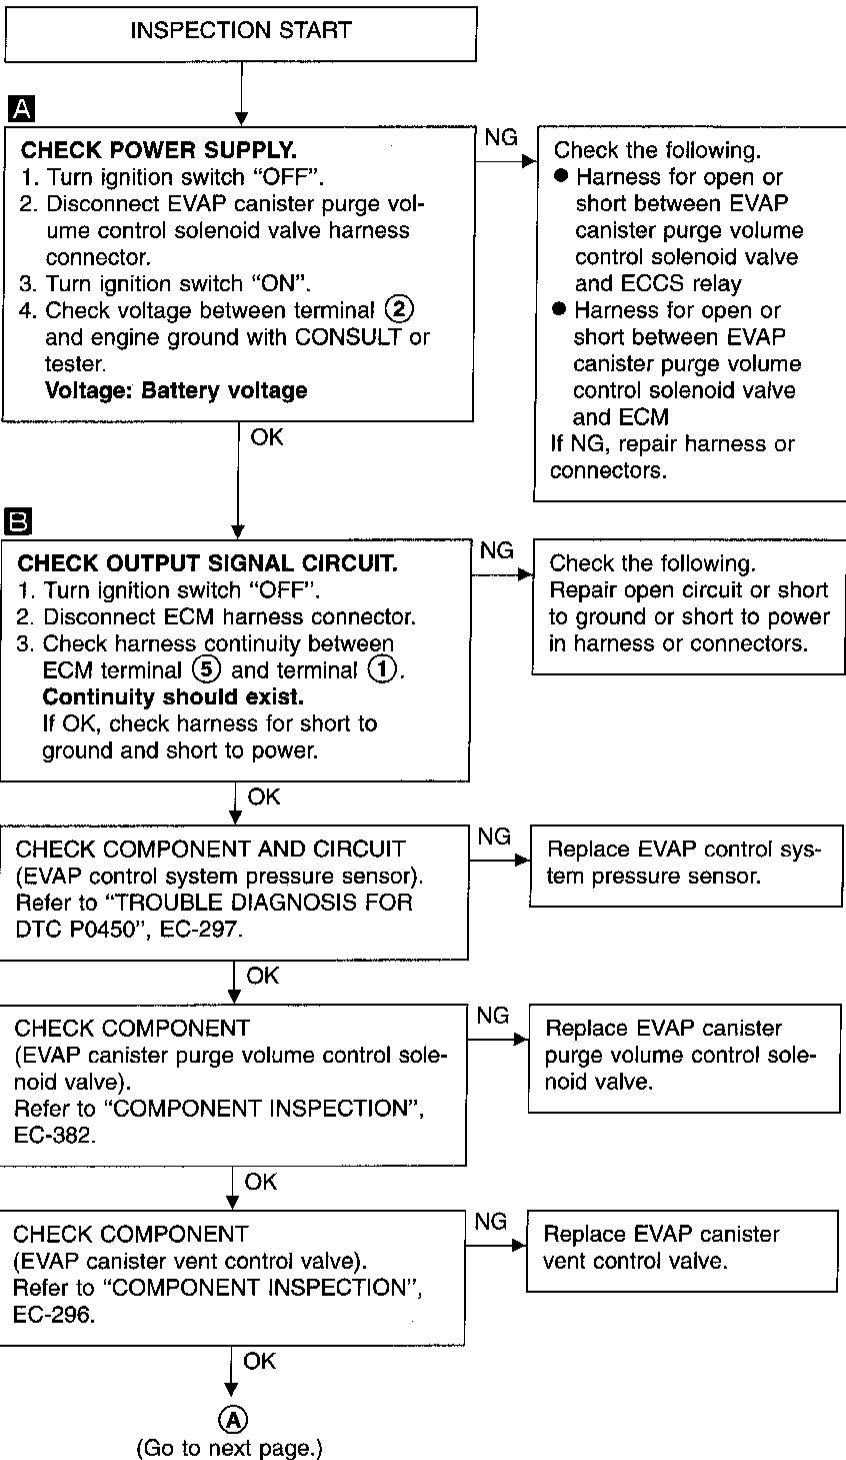 INSPECTION START
A
CHECK POWER SUPPLY.
1. Turn ignition switch “OFF”.
2. Disconnect EVAP canister purge vol-
ume control solenoid valve harness
connector.
3. Turn ignition switch “ON”.
4. Check voltage between terminal ②
and engine ground with CONSULT or
tester.
Voltage: Battery voltage
NG
Check the following.
● Harness for open or
short between EVAP
canister purge volume
control solenoid valve
and ECCS relay
● Harness for open or
short between EVAP
canister purge volume
control solenoid valve
and ECM
If NG, repair harness or
connectors.
OK
B
CHECK OUTPUT SIGNAL CIRCUIT.
1. Turn ignition switch “OFF”.
2. Disconnect ECM harness connector.
3. Check harness continuity between
ECM terminal ⑤ and terminal ①.
Continuity should exist.
If OK, check harness for short to
ground and short to power.
NG
Check the following.
Repair open circuit or short
to ground or short to power
in harness or connectors.
OK
CHECK COMPONENT AND CIRCUIT
(EVAP control system pressure sensor).
Refer to “TROUBLE DIAGNOSIS FOR
DTC P0450”, EC-297.
NG
Replace EVAP control sys-
tem pressure sensor.
OK
CHECK COMPONENT
(EVAP canister purge volume control sole-
noid valve).
Refer to “COMPONENT INSPECTION”,
EC-382.
NG
Replace EVAP canister
purge volume control sole-
noid valve.
OK
CHECK COMPONENT
(EVAP canister vent control valve).
Refer to “COMPONENT INSPECTION”,
EC-296.
NG
Replace EVAP canister
vent control valve.
OK
Ⓐ
(Go to next page.)